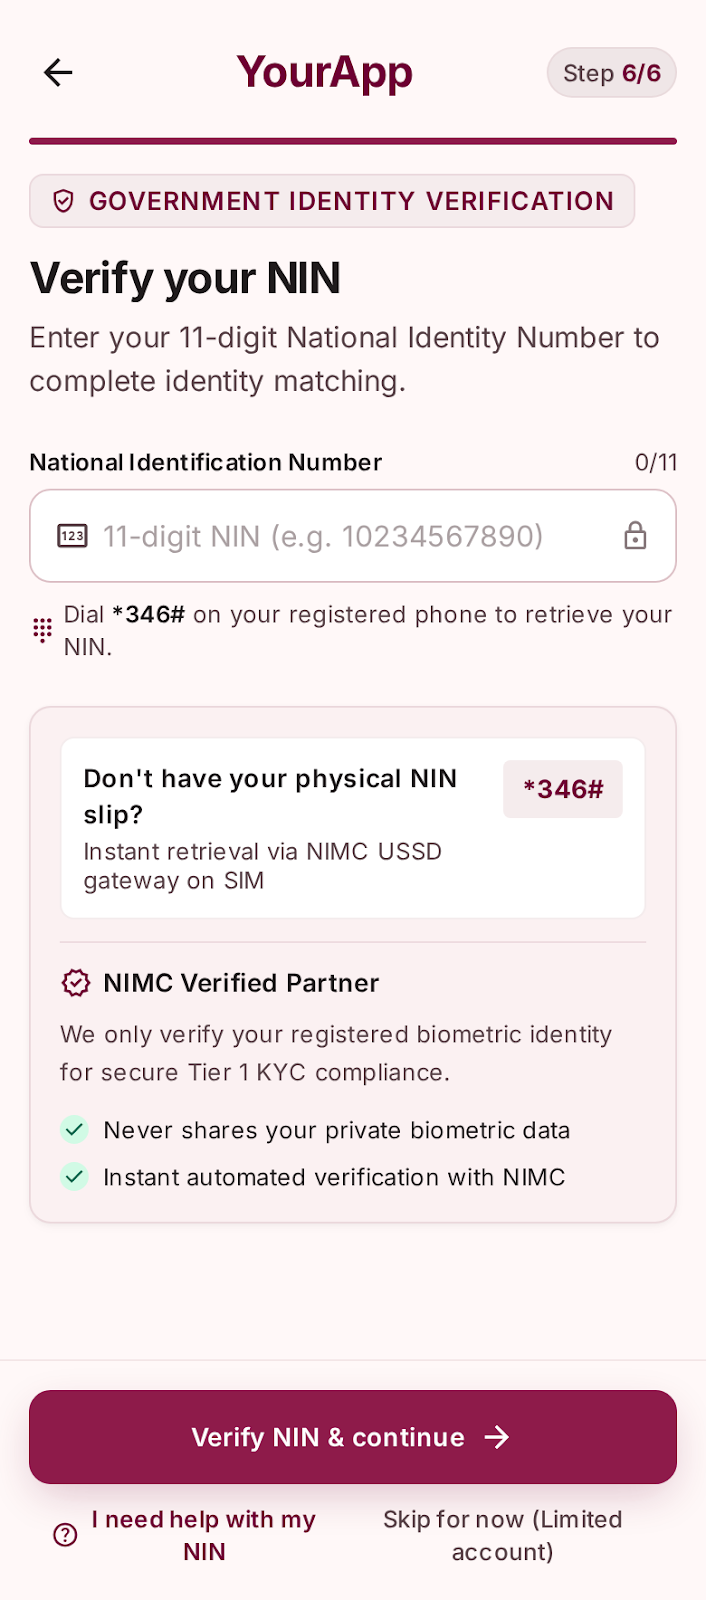 YourApp
Step 6/6
GOVERNMENT IDENTITY VERIFICATION
Verify your NIN
Enter your 11-digit National Identity Number to
complete identity matching.
National Identification Number
0/11
123
11-digit NIN (e.g. 10234567890)
Dial *346# on your registered phone to retrieve your
NIN.
Don't have your physical NIN
slip?
*346#
Instant retrieval via NIMC USSD
gateway on SIM
NIMC Verified Partner
We only verify your registered biometric identity
for secure Tier 1 KYC compliance.
Never shares your private biometric data
Instant automated verification with NIMC
Verify NIN & continue
I need help with my
NIN
Skip for now (Limited
account)